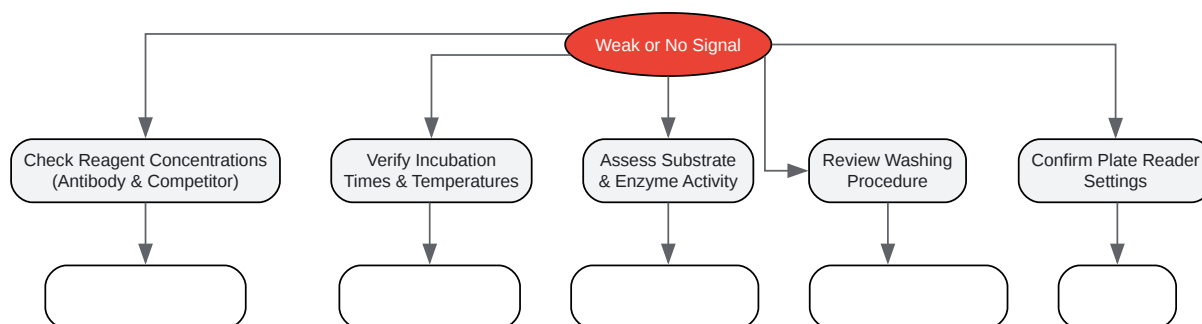 Weak or No Signal
Check Reagent Concentrations
(Antibody & Competitor)
Verify Incubation
Times & Temperatures
Assess Substrate
& Enzyme Activity
Review Washing
Procedure
Confirm Plate Reader
Settings